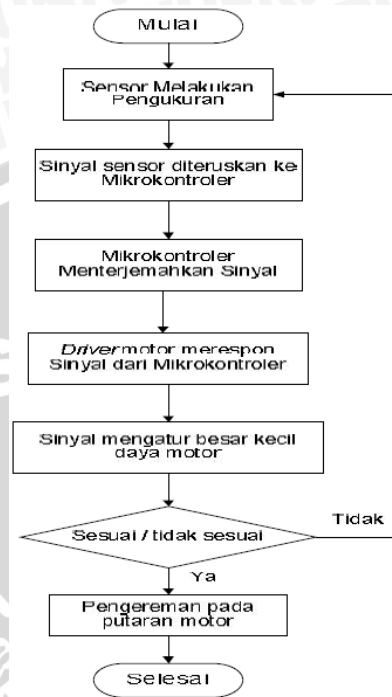 Mulai
Sensor Melakukan
Pengukuran
Sinyal sensor diteruskan ke
Mikrokontroler
Mikrokontroler
Menterjemahkan Sinyal
Driver motor merespon
Sinyal dari Mikrokontroler
Sinyal mengatur besar kecil
daya motor
Sesuai / tidak sesuai
Tidak
Ya
Pengereman pada
putaran motor
Selesai